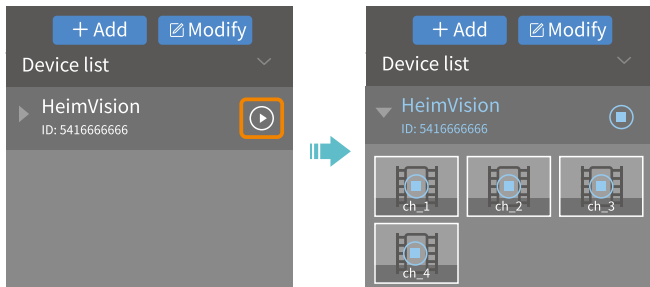 + Add
Modify
Device list
HeimVision
ID: 5416666666
+ Add
Modify
Device list
HeimVision
ID: 5416666666
ch_1
ch_2
ch_3
ch_4